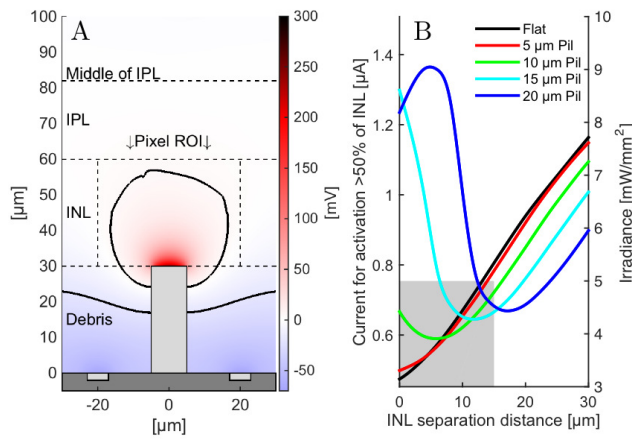 A
100
90
80
70
60
50
40
30
20
10
0
[µm]
Middle of IPL
IPL
↓Pixel ROI↓
INL
Debris
-20
0
20
[µm]
300
250
200
150
100
50
0
-50
[mV]
B
1.4
1.2
1
0.8
0.6
Current for activation >50% of INL [µA]
Flat
5 µm Pil
10 µm Pil
15 µm Pil
20 µm Pil
10
9
8
7
6
5
4
3
Irradiance [mW/mm²]
0
10
20
30
INL separation distance [µm]